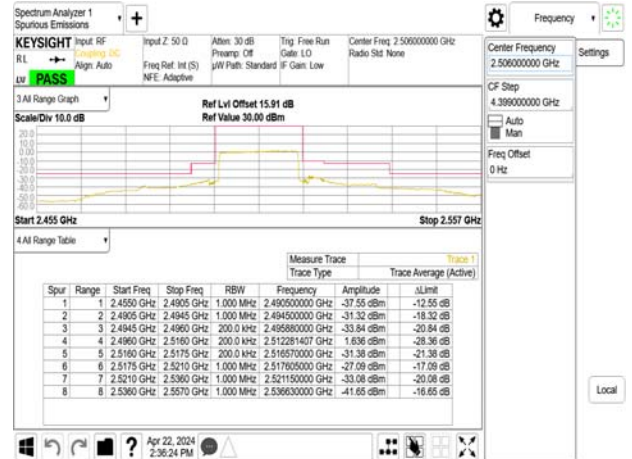 Spectrum Analyzer 1
Spurious Emissions
Frequency
KEYSIGHT
RL
LXI PASS
Input: RF
Coupling: DC
Align: Auto
Input Z: 50 Ω
Freq Ref: Int (S)
NFE: Adaptive
Atten: 30 dB
Preamp: Off
µW Path: Standard
Trig: Free Run
Gate: LO
IF Gain: Low
Center Freq: 2.506000000 GHz
Radio Std: None
Center Frequency
2.506000000 GHz
Settings
CF Step
4.399000000 GHz
Auto
Man
Freq Offset
0 Hz
3 All Range Graph
Scale/Div 10.0 dB
Ref Lvl Offset 15.91 dB
Ref Value 30.00 dBm
20.0
10.0
0.00
-10.0
-20.0
-30.0
-40.0
-50.0
-60.0
Start 2.455 GHz
Stop 2.557 GHz
4 All Range Table
Measure Trace Trace 1
Trace Type Trace Average (Active)
Spur Range Start Freq Stop Freq RBW Frequency Amplitude ΔLimit
1 1 2.4550 GHz 2.4905 GHz 1.000 MHz 2.490500000 GHz -37.55 dBm -12.55 dB
2 2 2.4905 GHz 2.4945 GHz 1.000 MHz 2.494500000 GHz -31.32 dBm -18.32 dB
3 3 2.4945 GHz 2.4960 GHz 200.0 kHz 2.495880000 GHz -33.84 dBm -20.84 dB
4 4 2.4960 GHz 2.5160 GHz 200.0 kHz 2.512281407 GHz 1.636 dBm -28.36 dB
5 5 2.5160 GHz 2.5175 GHz 200.0 kHz 2.516570000 GHz -31.38 dBm -21.38 dB
6 6 2.5175 GHz 2.5210 GHz 1.000 MHz 2.517605000 GHz -27.09 dBm -17.09 dB
7 7 2.5210 GHz 2.5360 GHz 1.000 MHz 2.521150000 GHz -33.08 dBm -20.08 dB
8 8 2.5360 GHz 2.5570 GHz 1.000 MHz 2.536630000 GHz -41.65 dBm -16.65 dB
Local
Apr 22, 2024
2:36:24 PM